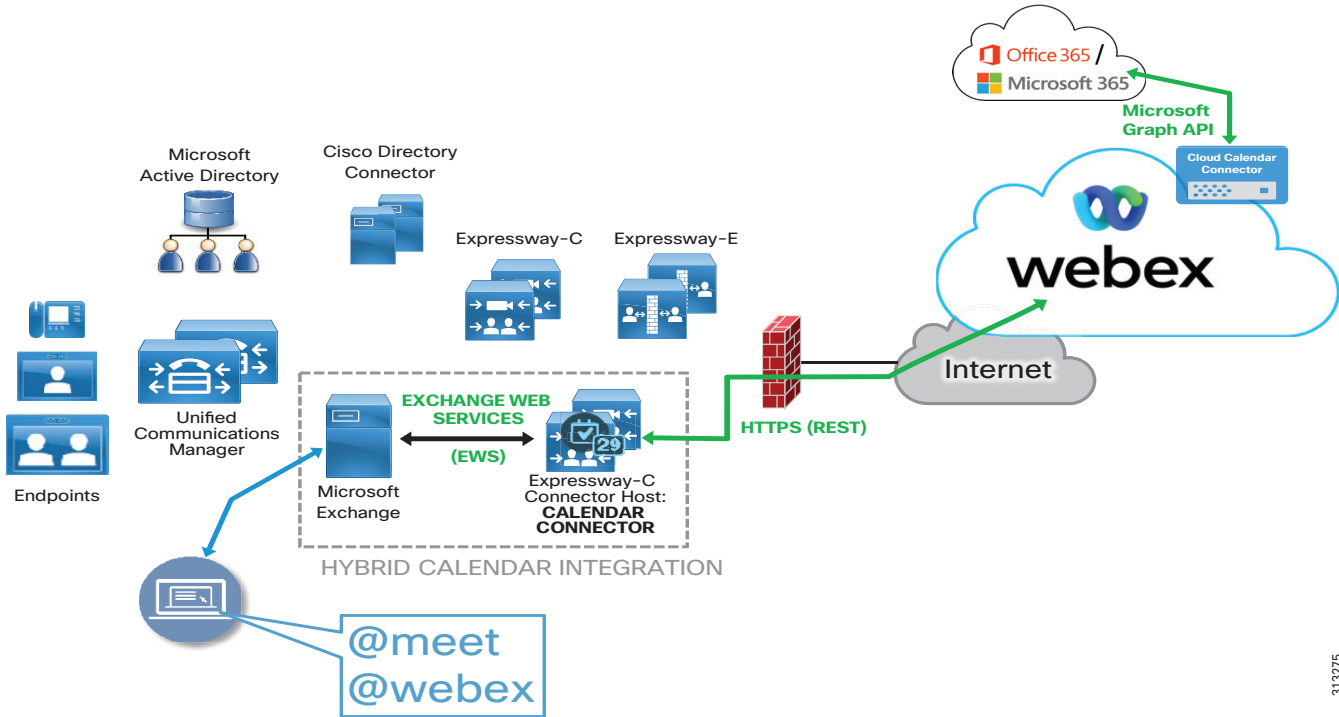 Office 365 /
Microsoft 365
Microsoft
Graph API
Cloud Calendar
Connector
webex
Internet
Microsoft
Active Directory
Cisco Directory
Connector
Expressway-C
Expressway-E
Unified
Communications
Manager
Endpoints
EXCHANGE WEB
SERVICES
(EWS)
Microsoft
Exchange
29
Expressway-C
Connector Host:
CALENDAR
CONNECTOR
HTTPS (REST)
HYBRID CALENDAR INTEGRATION
@meet
@webex
313275